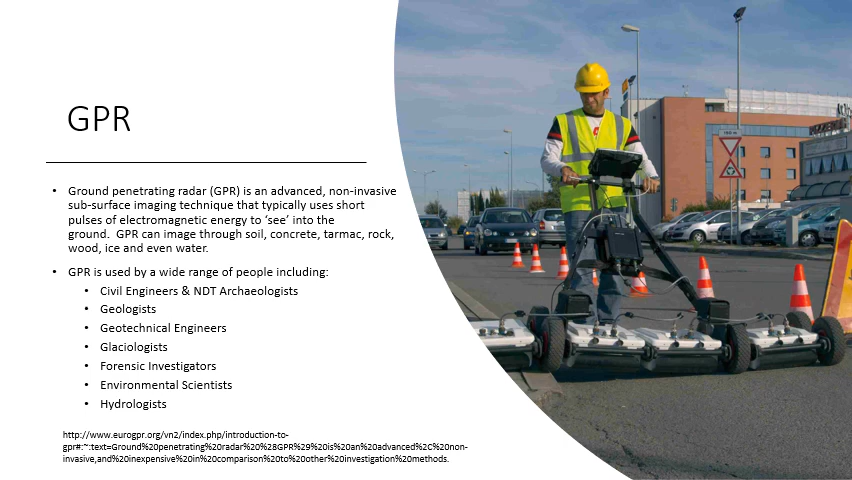 GPR
• Ground penetrating radar (GPR) is an advanced, non-invasive
sub-surface imaging technique that typically uses short
pulses of electromagnetic energy to ‘see’ into the
ground.  GPR can image through soil, concrete, tarmac, rock,
wood, ice and even water.
• GPR is used by a wide range of people including:
• Civil Engineers & NDT Archaeologists
• Geologists
• Geotechnical Engineers
• Glaciologists
• Forensic Investigators
• Environmental Scientists
• Hydrologists
http://www.eurogpr.org/vn2/index.php/introduction-to-
gpr#:~:text=Ground%20penetrating%20radar%20%28GPR%29%20is%20an%20advanced%2C%20non-
invasive,and%20inexpensive%20in%20comparison%20to%20other%20investigation%20methods.